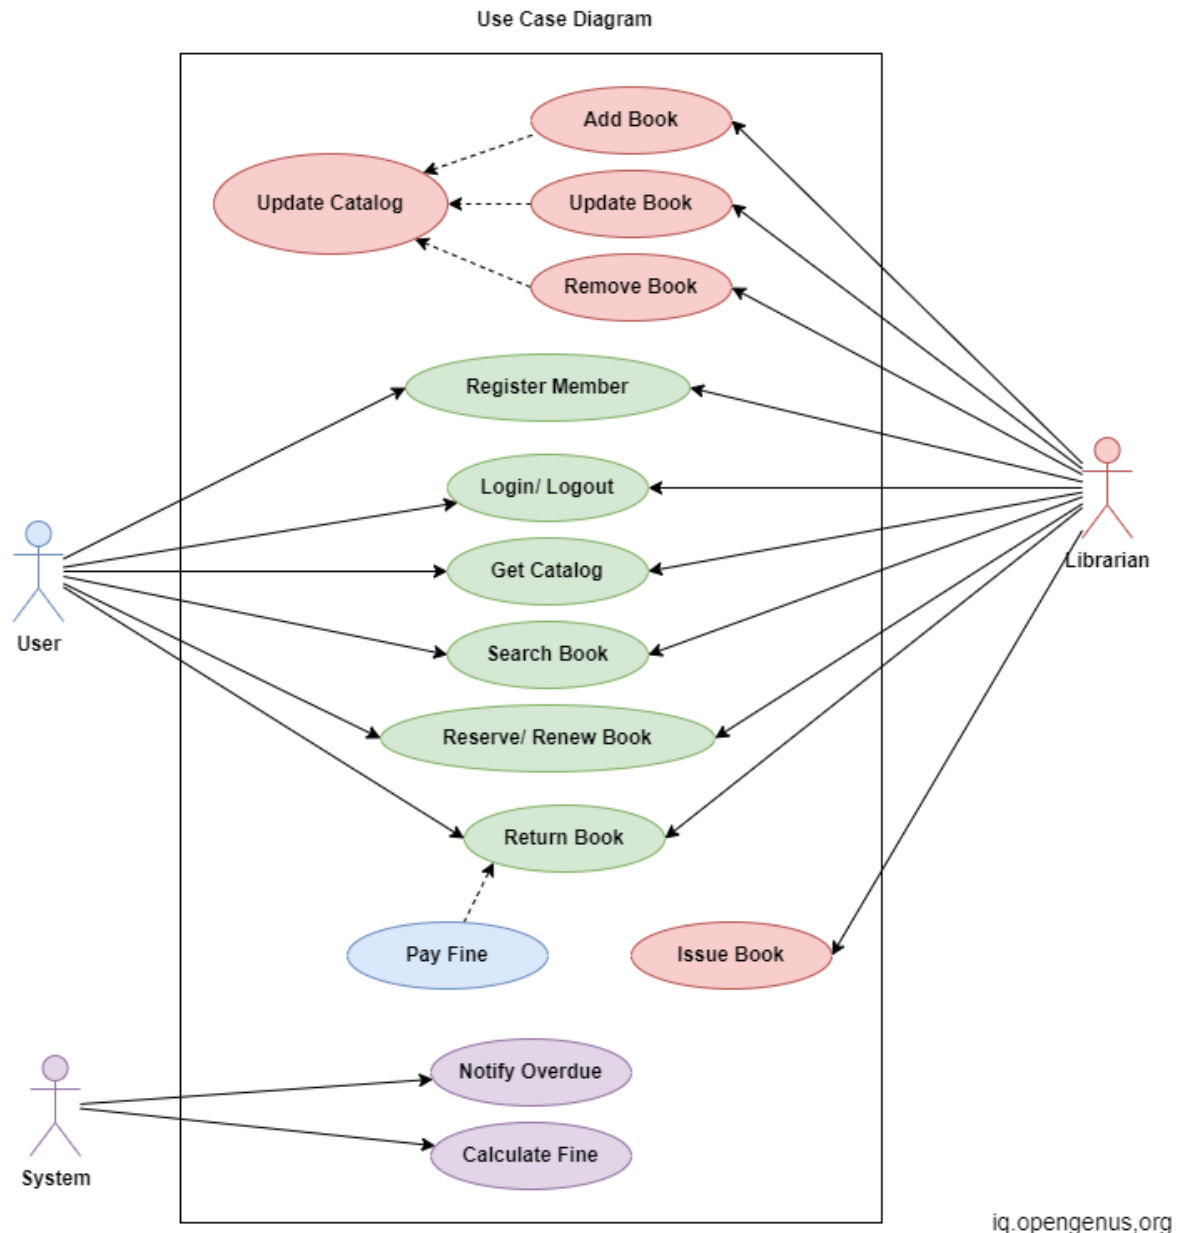 Use Case Diagram
Add Book
Update Catalog
Update Book
Remove Book
Register Member
Login/ Logout
Get Catalog
Librarian
User
Search Book
Reserve/ Renew Book
Return Book
Pay Fine
Issue Book
Notify Overdue
Calculate Fine
System
iq.opengenus,org